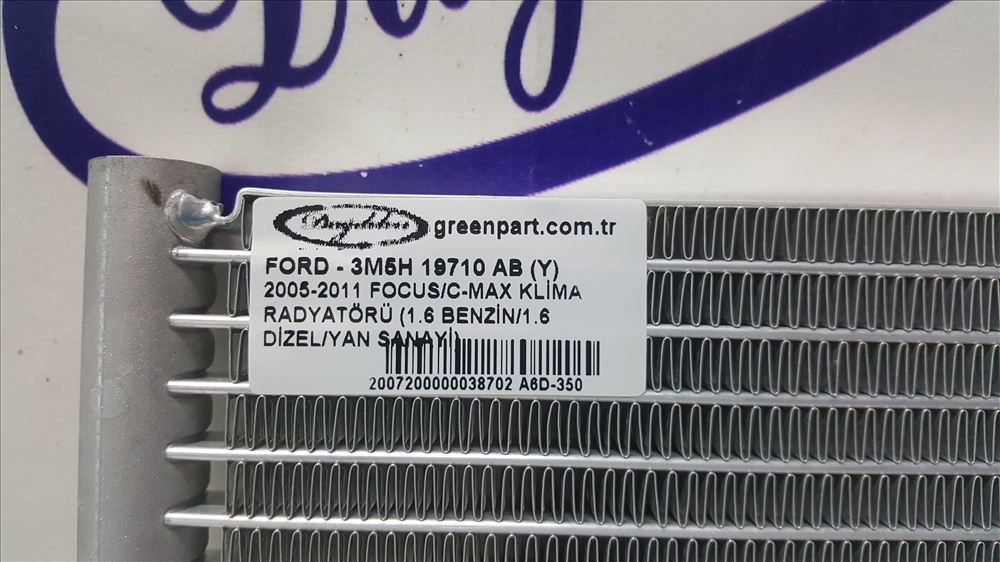 greenpart.com.tr
FORD - 3M5H 19710 AB (Y)
2005-2011 FOCUS/C-MAX KLİMA
RADYATÖRÜ (1.6 BENZİN/1.6
DİZEL/YAN SANAYİ)
2007200000038702 A6D-350